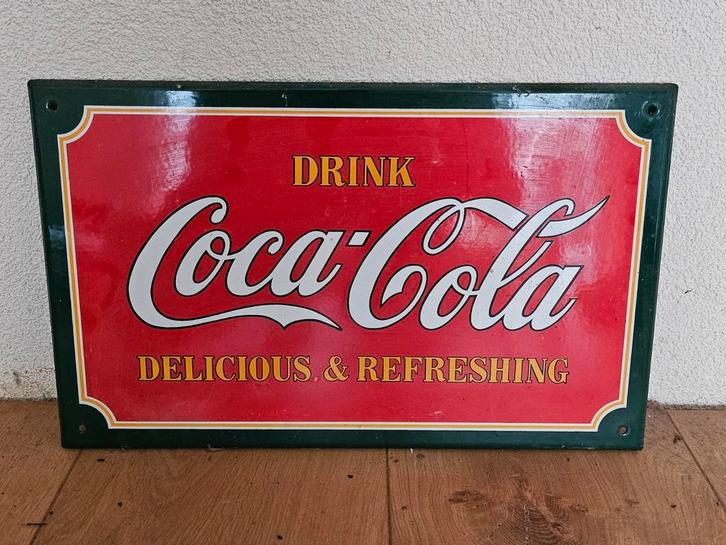 DRINK
Coca-Cola
DELICIOUS & REFRESHING